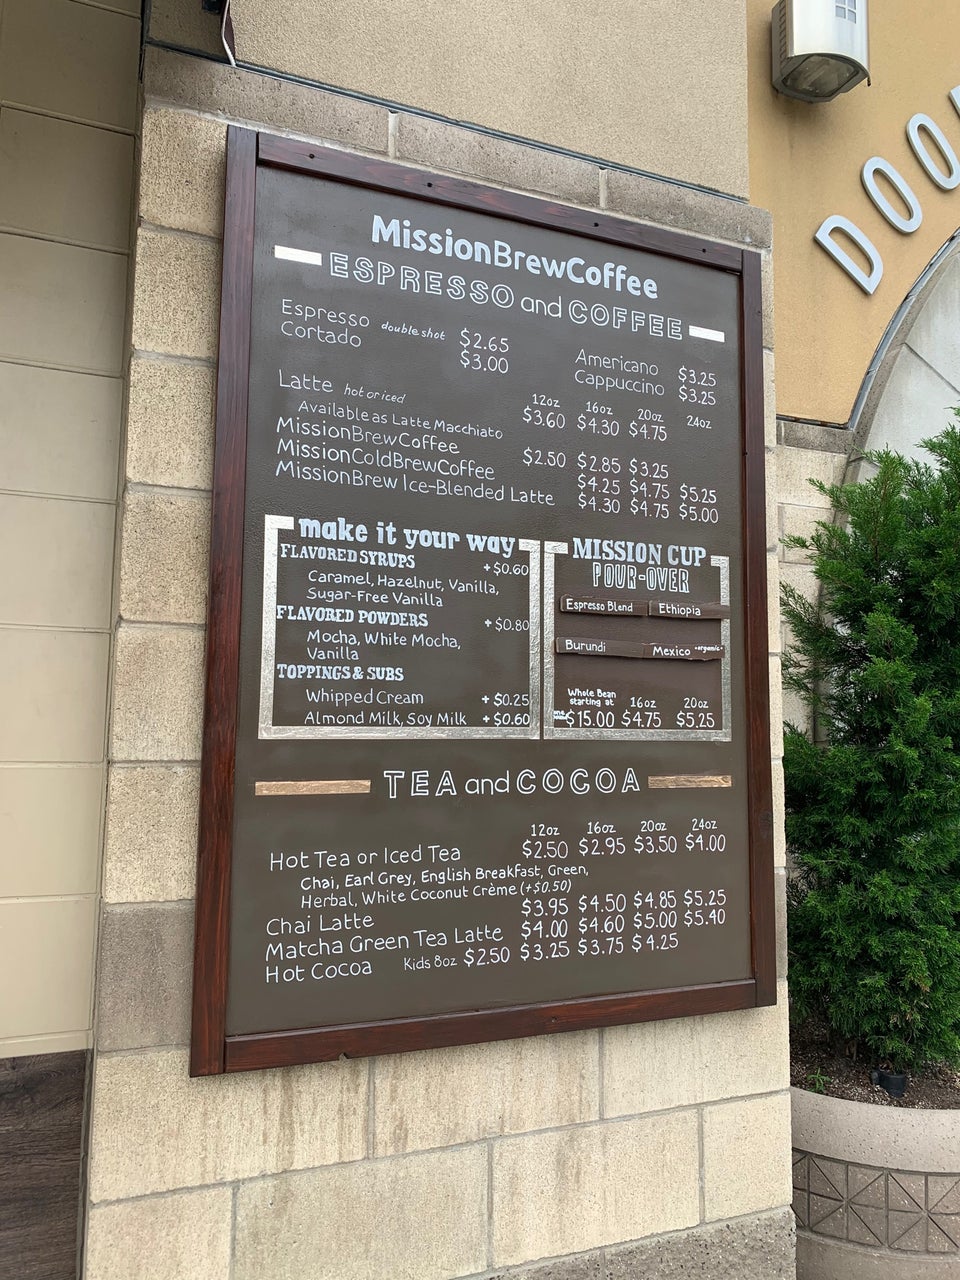 DOO
MissionBrewCoffee
ESPRESSO and COFFEE
Espresso double shot $2.65
Cortado $3.00
Americano $3.25
Cappuccino $3.25
12oz 16oz 20oz 24oz
Latte hot or iced $3.60 $4.30 $4.75
Available as Latte Macchiato
MissionBrewCoffee $2.50 $2.85 $3.25
MissionColdBrewCoffee $4.25 $4.75 $5.25
MissionBrew Ice-Blended Latte $4.30 $4.75 $5.00
make it your way
FLAVORED SYRUPS +$0.60
Caramel, Hazelnut, Vanilla,
Sugar-Free Vanilla
FLAVORED POWDERS +$0.80
Mocha, White Mocha,
Vanilla
TOPPINGS & SUBS
Whipped Cream +$0.25
Almond Milk, Soy Milk +$0.60
MISSION CUP
POUR-OVER
Espresso Blend Ethiopia
Burundi Mexico *organic*
Whole Bean
starting at 16oz 20oz
$15.00 $4.75 $5.25
TEA and COCOA
12oz 16oz 20oz 24oz
Hot Tea or Iced Tea $2.50 $2.95 $3.50 $4.00
Chai, Earl Grey, English Breakfast, Green,
Herbal, White Coconut Crème (+$0.50)
Chai Latte $3.95 $4.50 $4.85 $5.25
Matcha Green Tea Latte $4.00 $4.60 $5.00 $5.40
Hot Cocoa Kids 8oz $2.50 $3.25 $3.75 $4.25